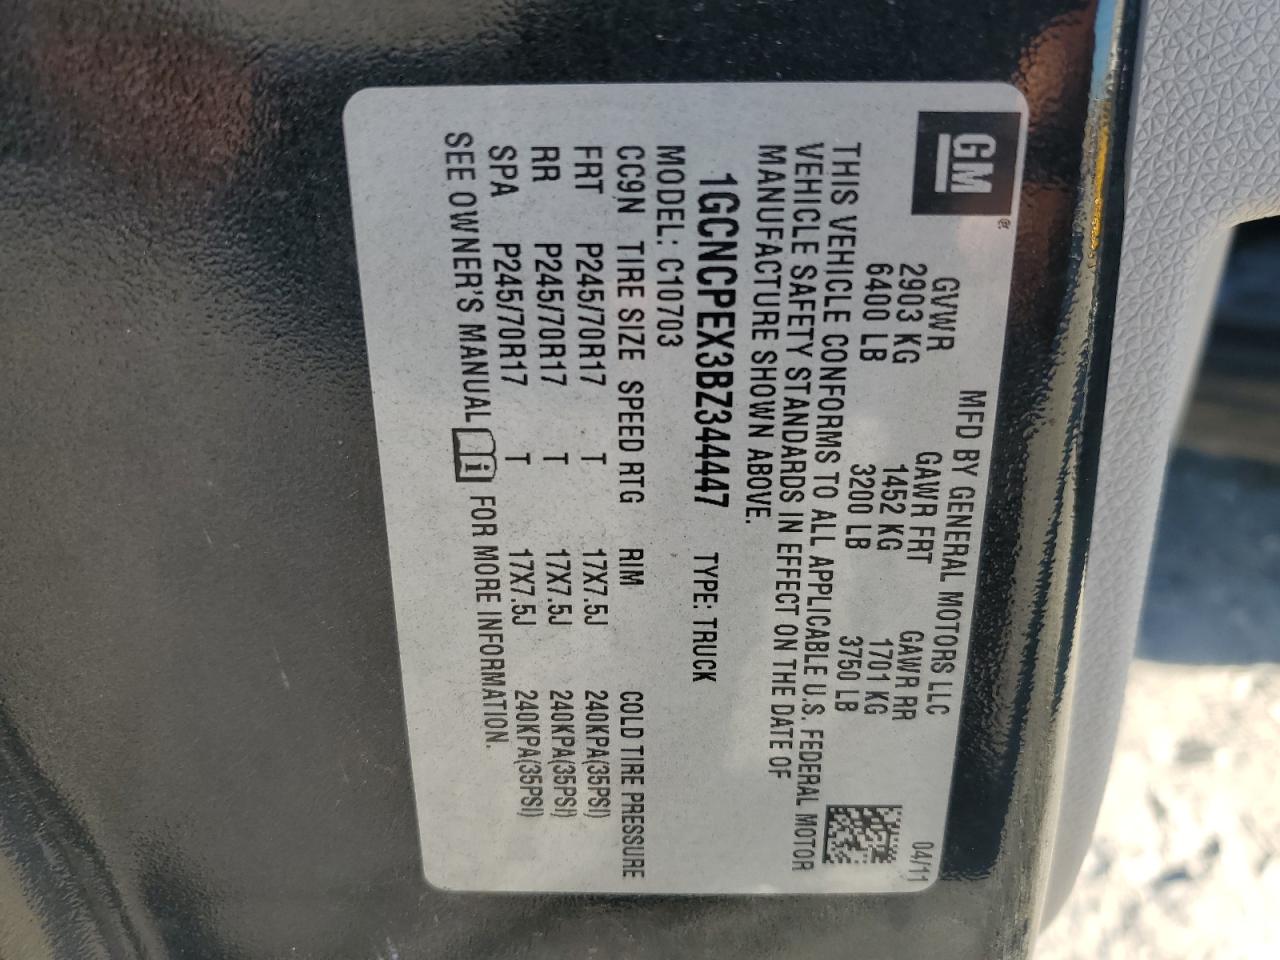 GM®
MFD BY GENERAL MOTORS LLC 04/11
GVWR GAWR FRT GAWR RR
2903 KG 1452 KG 1701 KG
6400 LB 3200 LB 3750 LB
THIS VEHICLE CONFORMS TO ALL APPLICABLE U.S. FEDERAL MOTOR
VEHICLE SAFETY STANDARDS IN EFFECT ON THE DATE OF
MANUFACTURE SHOWN ABOVE.
1GCNCPEX3BZ344447 TYPE: TRUCK
MODEL: C10703
CC9N TIRE SIZE SPEED RTG RIM COLD TIRE PRESSURE
FRT P245/70R17 T 17X7.5J 240KPA(35PSI)
RR P245/70R17 T 17X7.5J 240KPA(35PSI)
SPA P245/70R17 T 17X7.5J 240KPA(35PSI)
SEE OWNER'S MANUAL i FOR MORE INFORMATION.